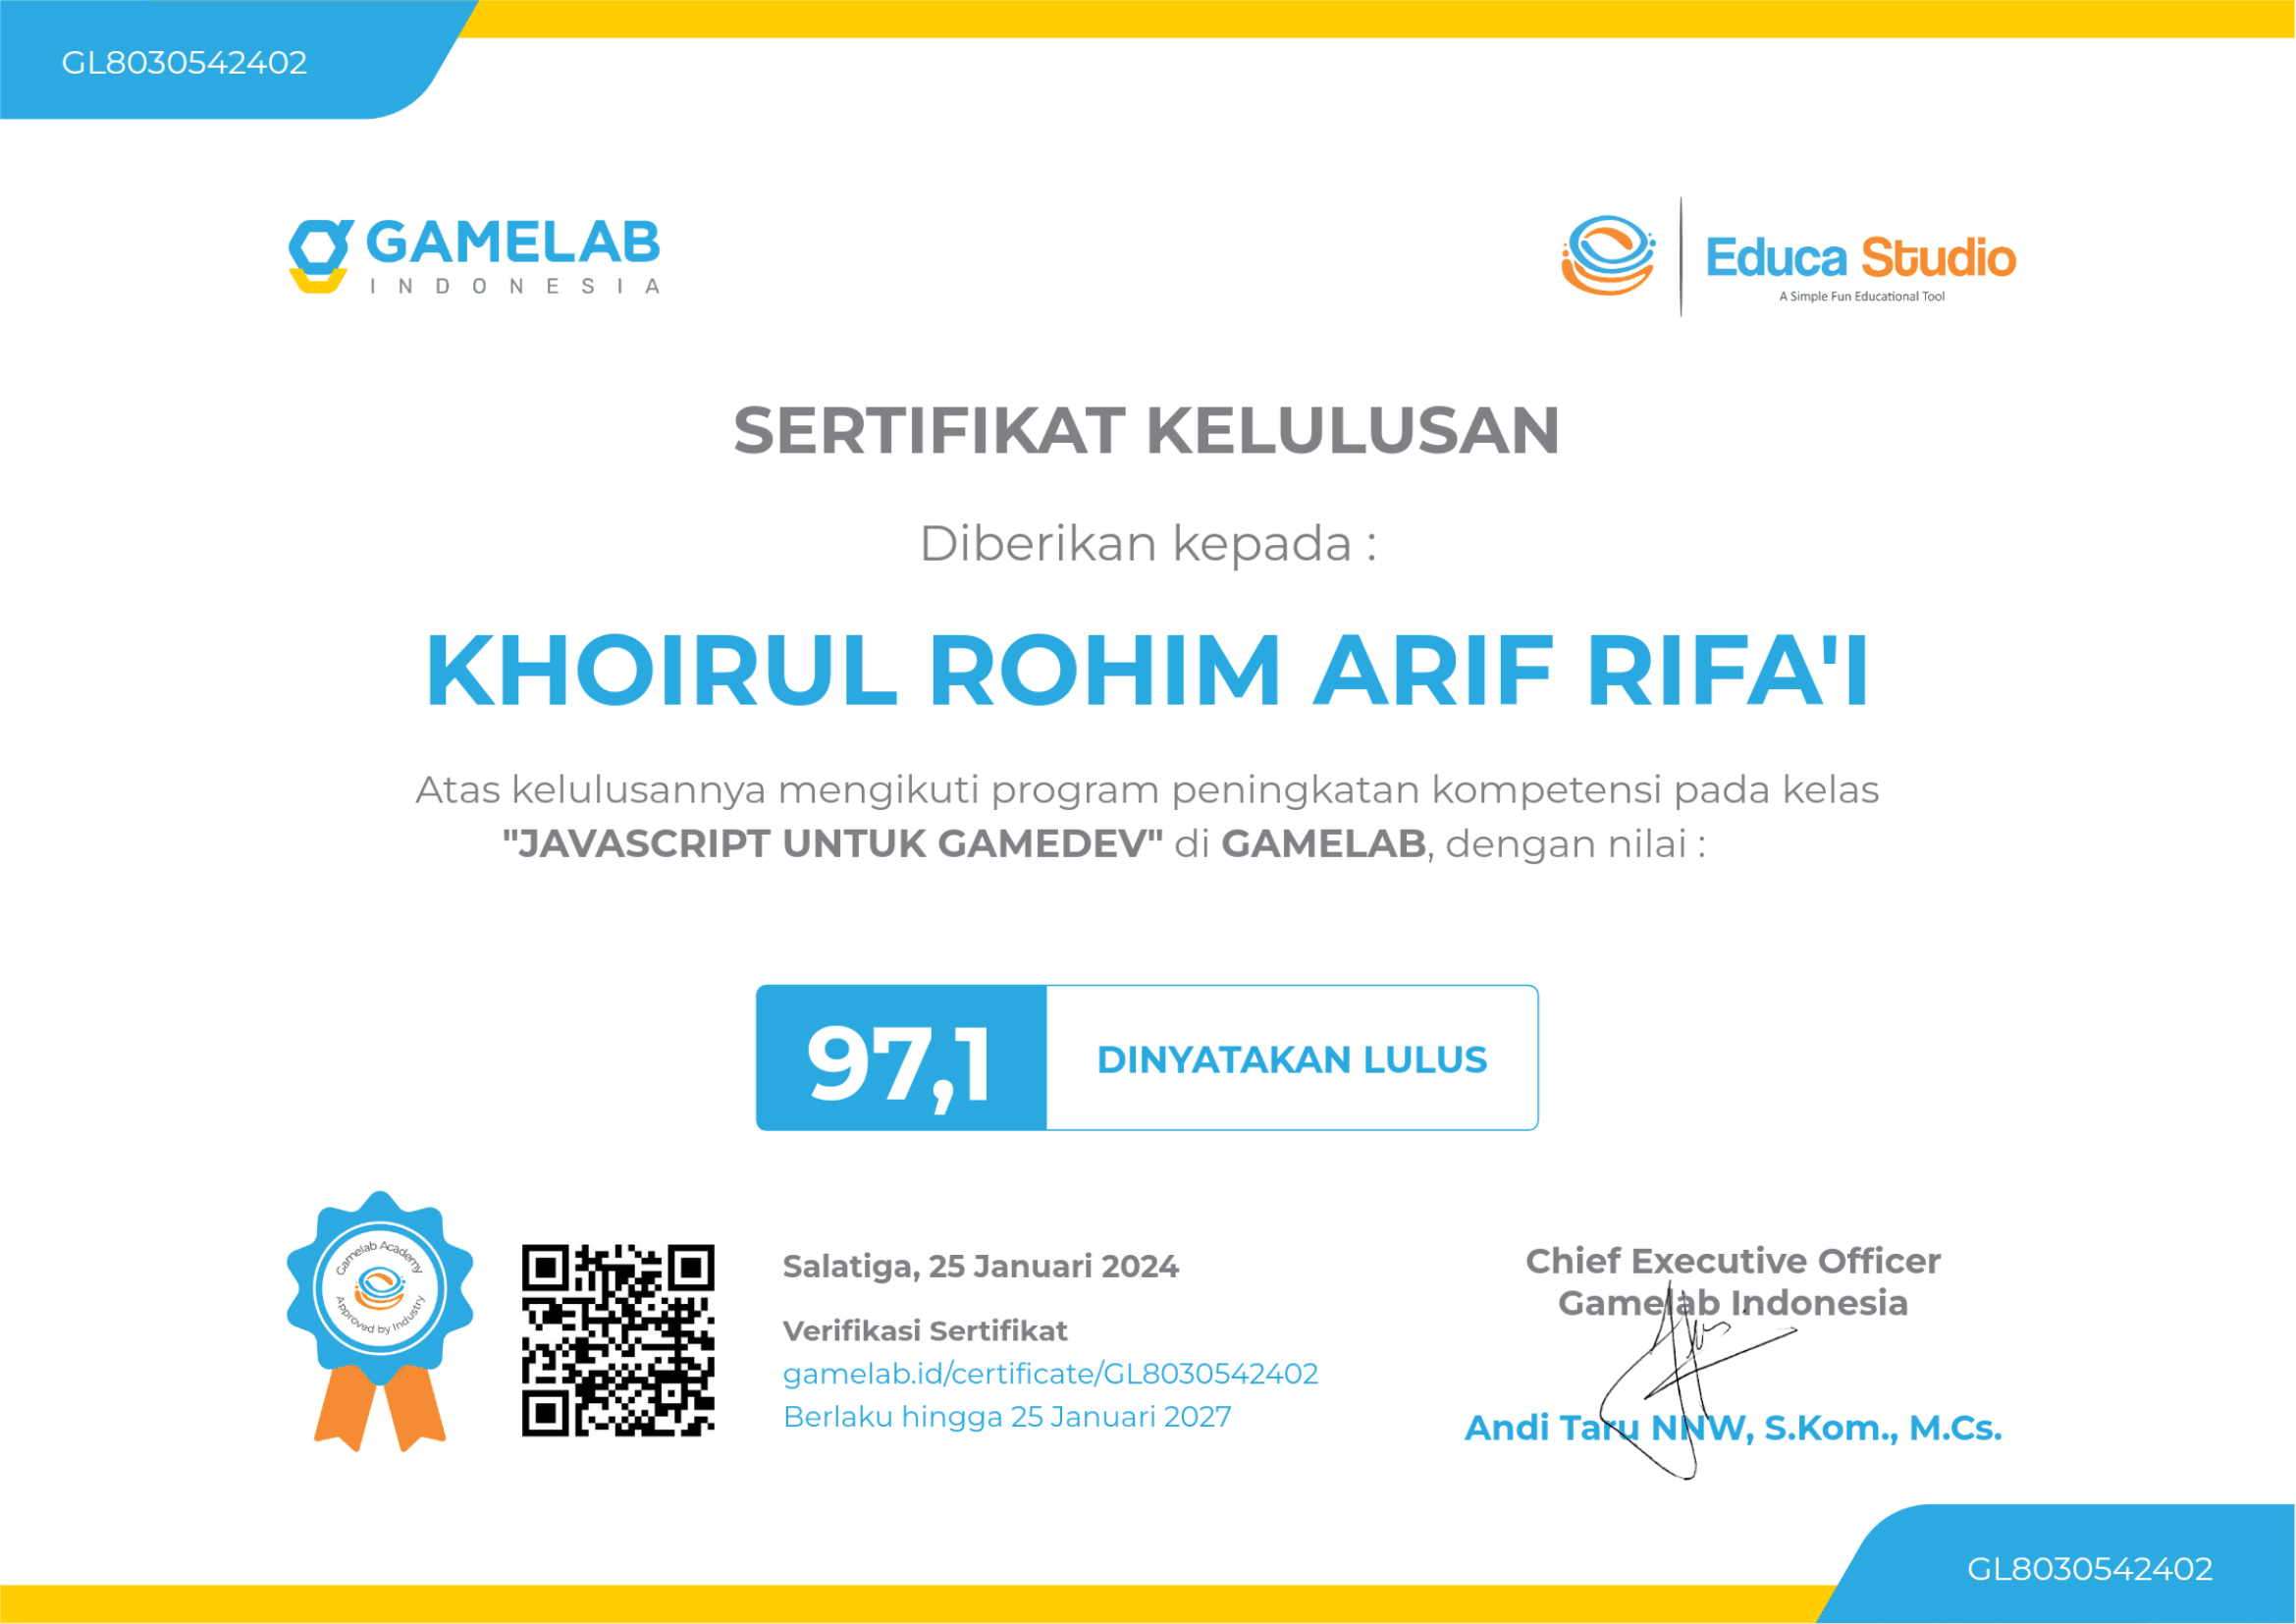 GL8030542402
GAMELAB
INDONESIA
Educa Studio
A Simple Fun Educational Tool
SERTIFIKAT KELULUSAN
Diberikan kepada :
KHOIRUL ROHIM ARIF RIFA'I
Atas kelulusannya mengikuti program peningkatan kompetensi pada kelas
"JAVASCRIPT UNTUK GAMEDEV" di GAMELAB, dengan nilai :
97,1
DINYATAKAN LULUS
Gamelab Academy
Approved by Industry
Salatiga, 25 Januari 2024
Verifikasi Sertifikat
gamelab.id/certificate/GL8030542402
Berlaku hingga 25 Januari 2027
Chief Executive Officer
Gamelab Indonesia
Andi Taru NNW, S.Kom., M.Cs.
GL8030542402